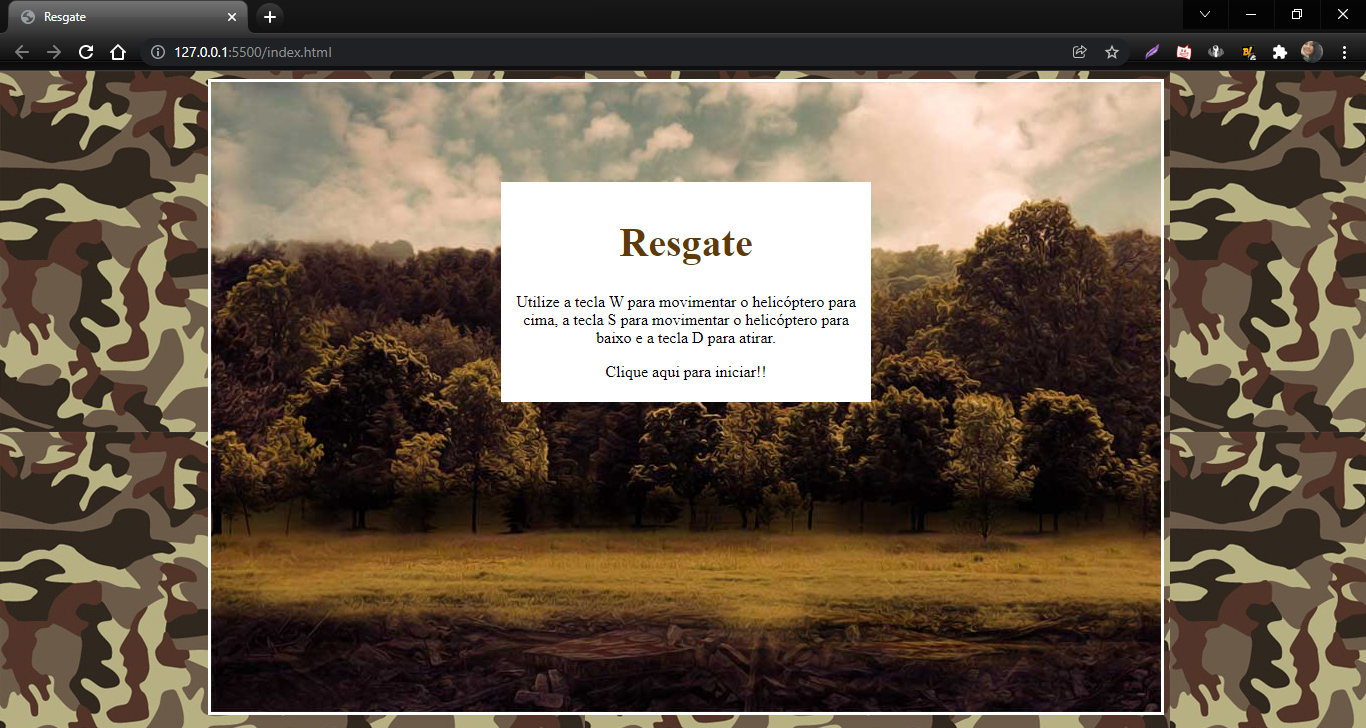 Resgate
127.0.0.1:5500/index.html
Resgate
Utilize a tecla W para movimentar o helicóptero para
cima, a tecla S para movimentar o helicóptero para
baixo e a tecla D para atirar.
Clique aqui para iniciar!!